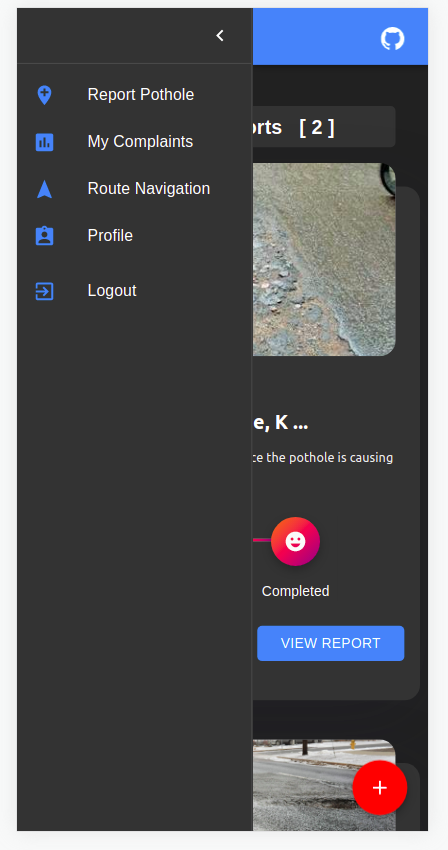 Report Pothole
My Complaints
Route Navigation
Profile
Logout
orts [ 2 ]
e, K ...
ce the pothole is causing
Completed
VIEW REPORT